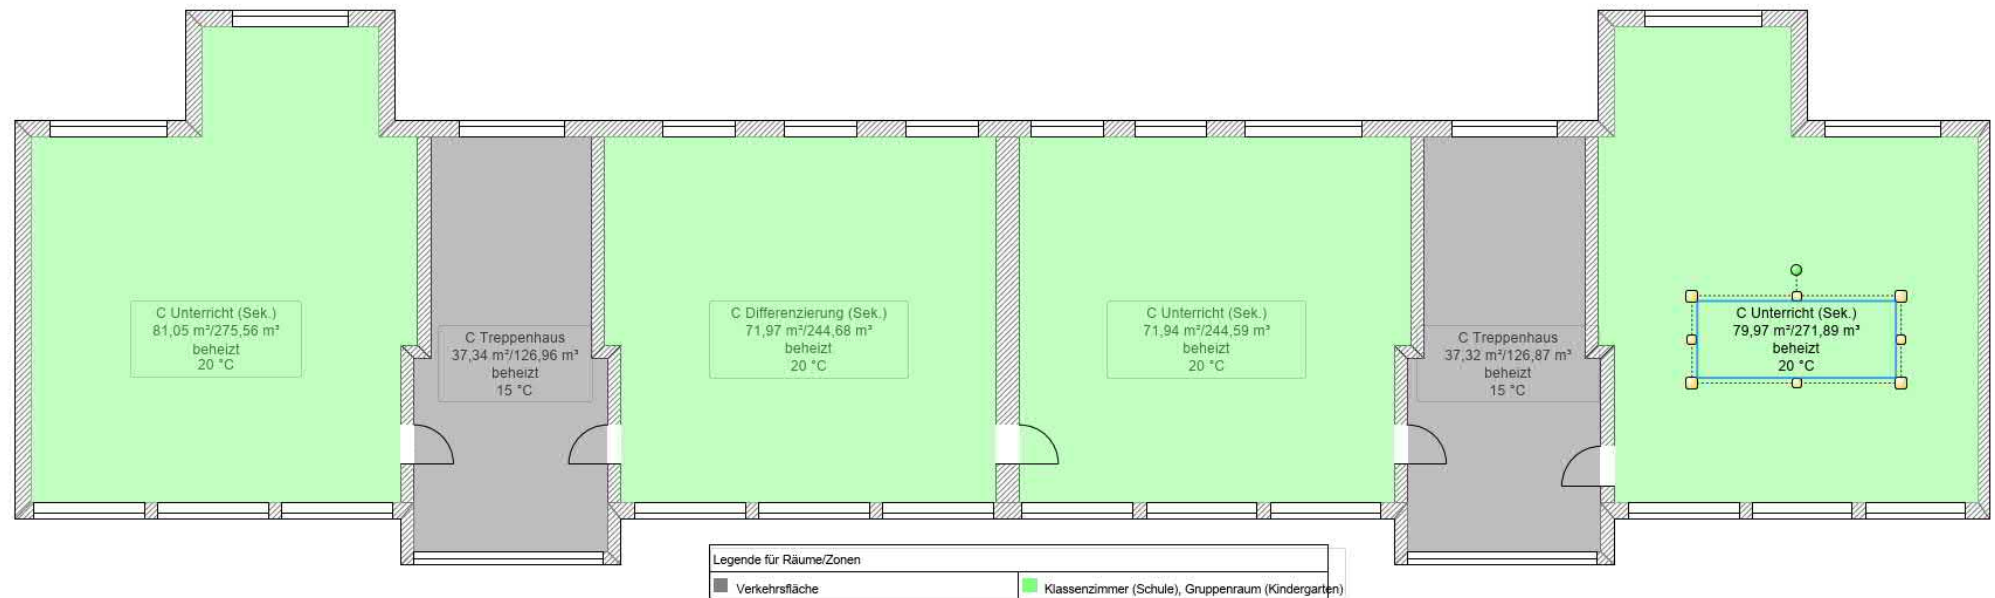 C Unterricht (Sek.)
81,05 m²/275,56 m³
beheizt
20 °C
C Treppenhaus
37,34 m²/126,96 m³
beheizt
15 °C
C Differenzierung (Sek.)
71,97 m²/244,68 m³
beheizt
20 °C
C Unterricht (Sek.)
71,94 m²/244,59 m³
beheizt
20 °C
C Treppenhaus
37,32 m²/126,87 m³
beheizt
15 °C
C Unterricht (Sek.)
79,97 m²/271,89 m³
beheizt
20 °C
Legende für Räume/Zonen
Verkehrsfläche
Klassenzimmer (Schule), Gruppenraum (Kindergarten)